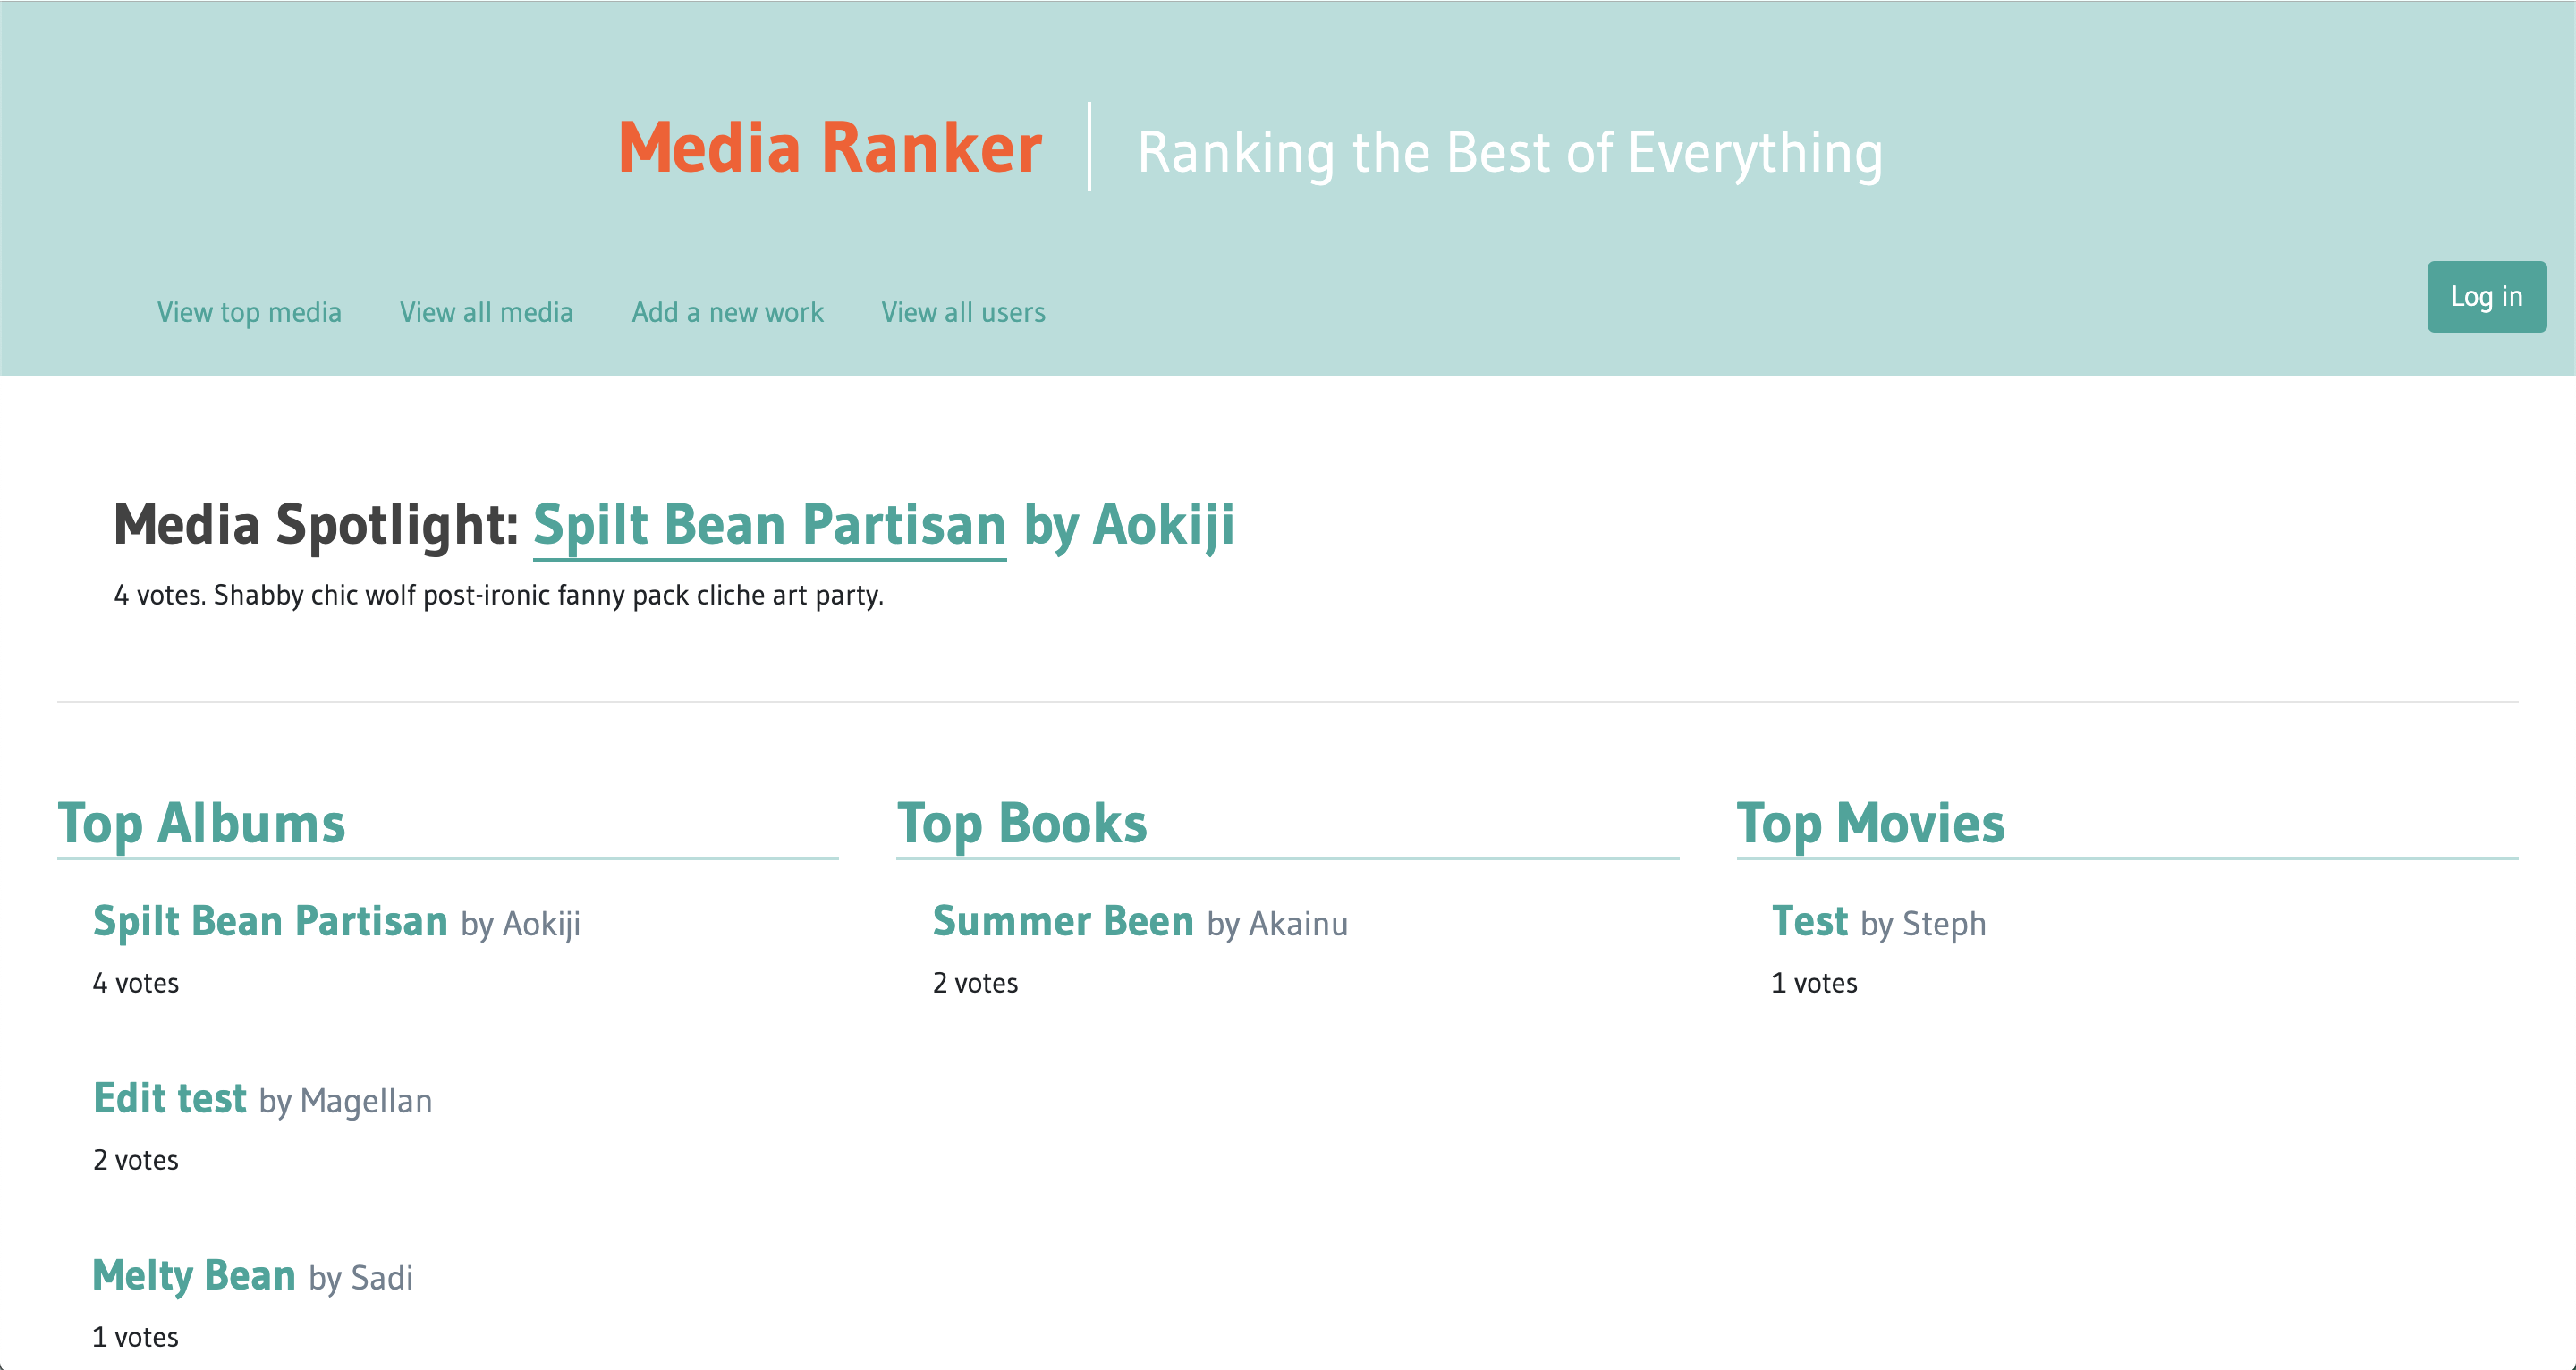 Media Ranker
Ranking the Best of Everything
View top media
View all media
Add a new work
View all users
Log in
Media Spotlight: Spilt Bean Partisan by Aokiji
4 votes. Shabby chic wolf post-ironic fanny pack cliche art party.
Top Albums
Spilt Bean Partisan by Aokiji
4 votes
Edit test by Magellan
2 votes
Melty Bean by Sadi
1 votes
Top Books
Summer Been by Akainu
2 votes
Top Movies
Test by Steph
1 votes